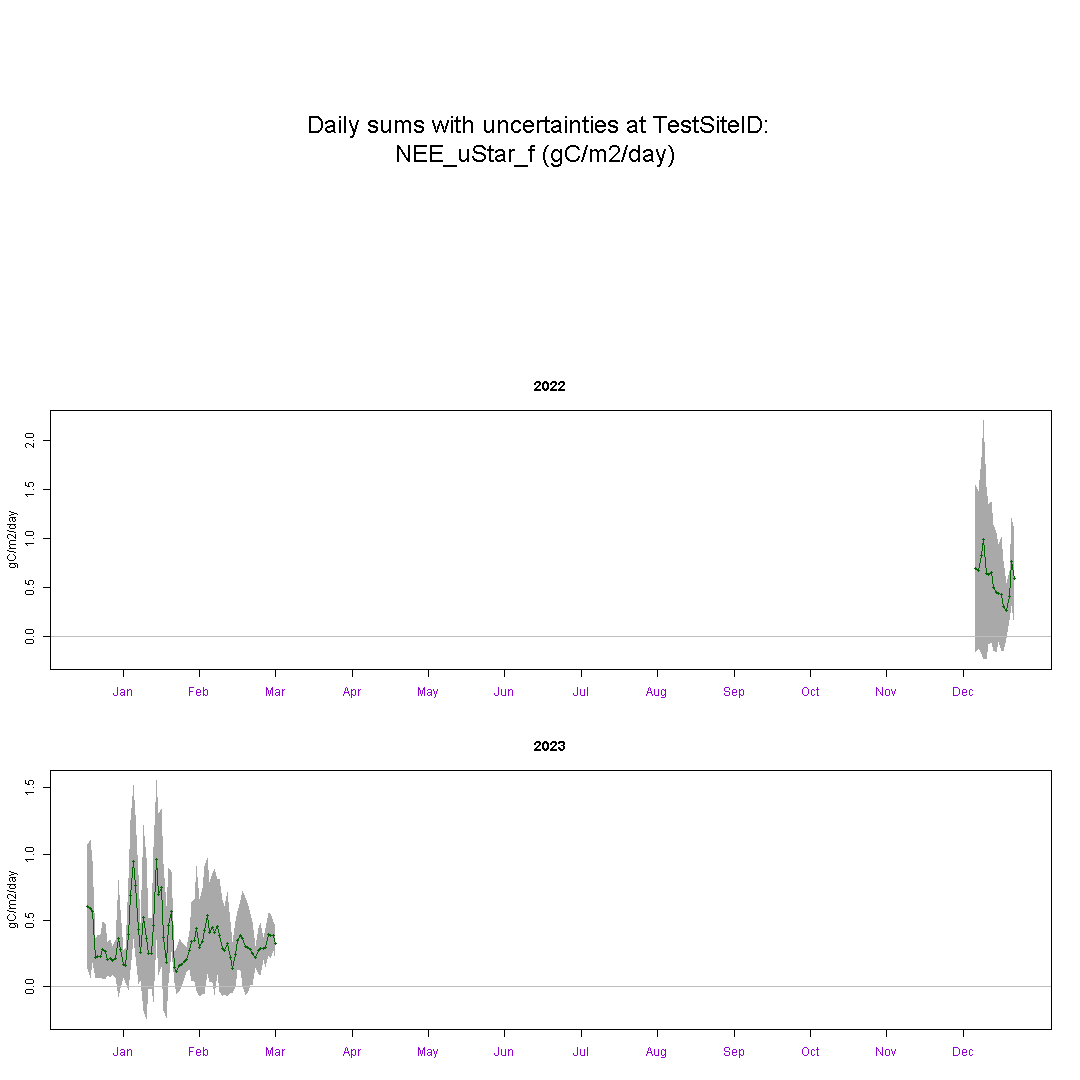 Daily sums with uncertainties at TestSiteID:
NEE_uStar_f (gC/m2/day)
2022
gC/m2/day
2.0
1.5
1.0
0.5
0.0
Jan Feb Mar Apr May Jun Jul Aug Sep Oct Nov Dec
2023
gC/m2/day
1.5
1.0
0.5
0.0
Jan Feb Mar Apr May Jun Jul Aug Sep Oct Nov Dec